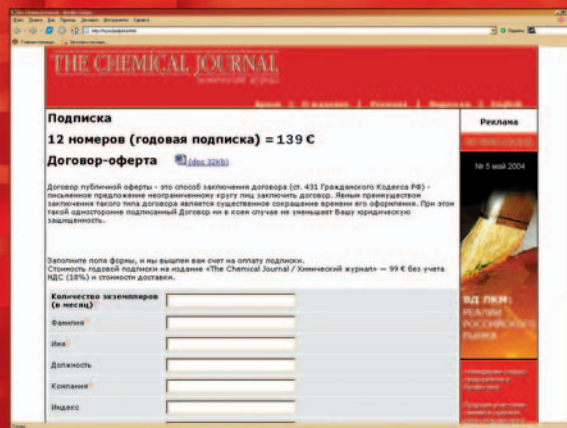 THE CHEMICAL JOURNAL
Подписка
12 номеров (годовая подписка) = 139 €
Договор-оферта (doc 32Kb)
Договор публичной оферты - это способ заключения договора (ст. 431 Гражданского Кодекса РФ) -
письменное предложение неограниченному кругу лиц заключить договор. Явным преимуществом
заключения такого типа договора является существенное сокращение времени его оформления. При этом
такой односторонне подписанный Договор ни в коем случае не уменьшает Вашу юридическую
защищенность.
Заполните поля формы, и мы вышлем вам счет на оплату подписки.
Стоимость годовой подписки на издание «The Chemical Journal / Химический журнал» — 99 € без учета
НДС (18%) и стоимости доставки.
Количество экземпляров
(в месяц)
Фамилия
Имя
Должность
Компания
Индекс
Реклама
№ 5 май 2004
ВД ЛКМ:
РЕАЛИИ
РОССИЙСКОГО
РЫНКА